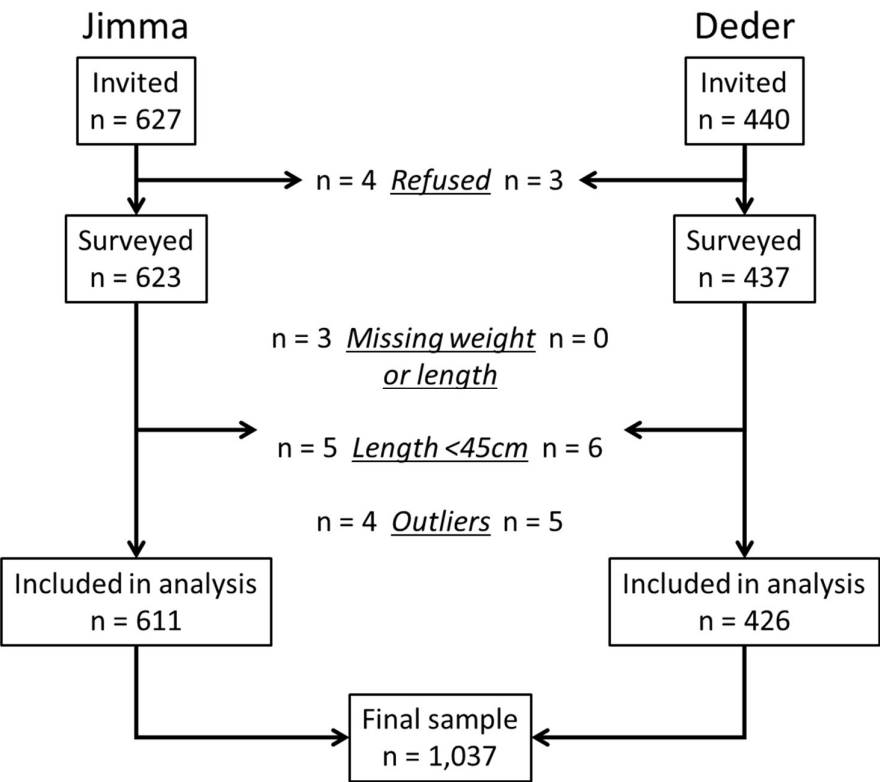 Jimma
Deder
Invited
n = 627
Invited
n = 440
n = 4 Refused n = 3
Surveyed
n = 623
Surveyed
n = 437
n = 3 Missing weight n = 0
or length
n = 5 Length <45cm n = 6
n = 4 Outliers n = 5
Included in analysis
n = 611
Included in analysis
n = 426
Final sample
n = 1,037